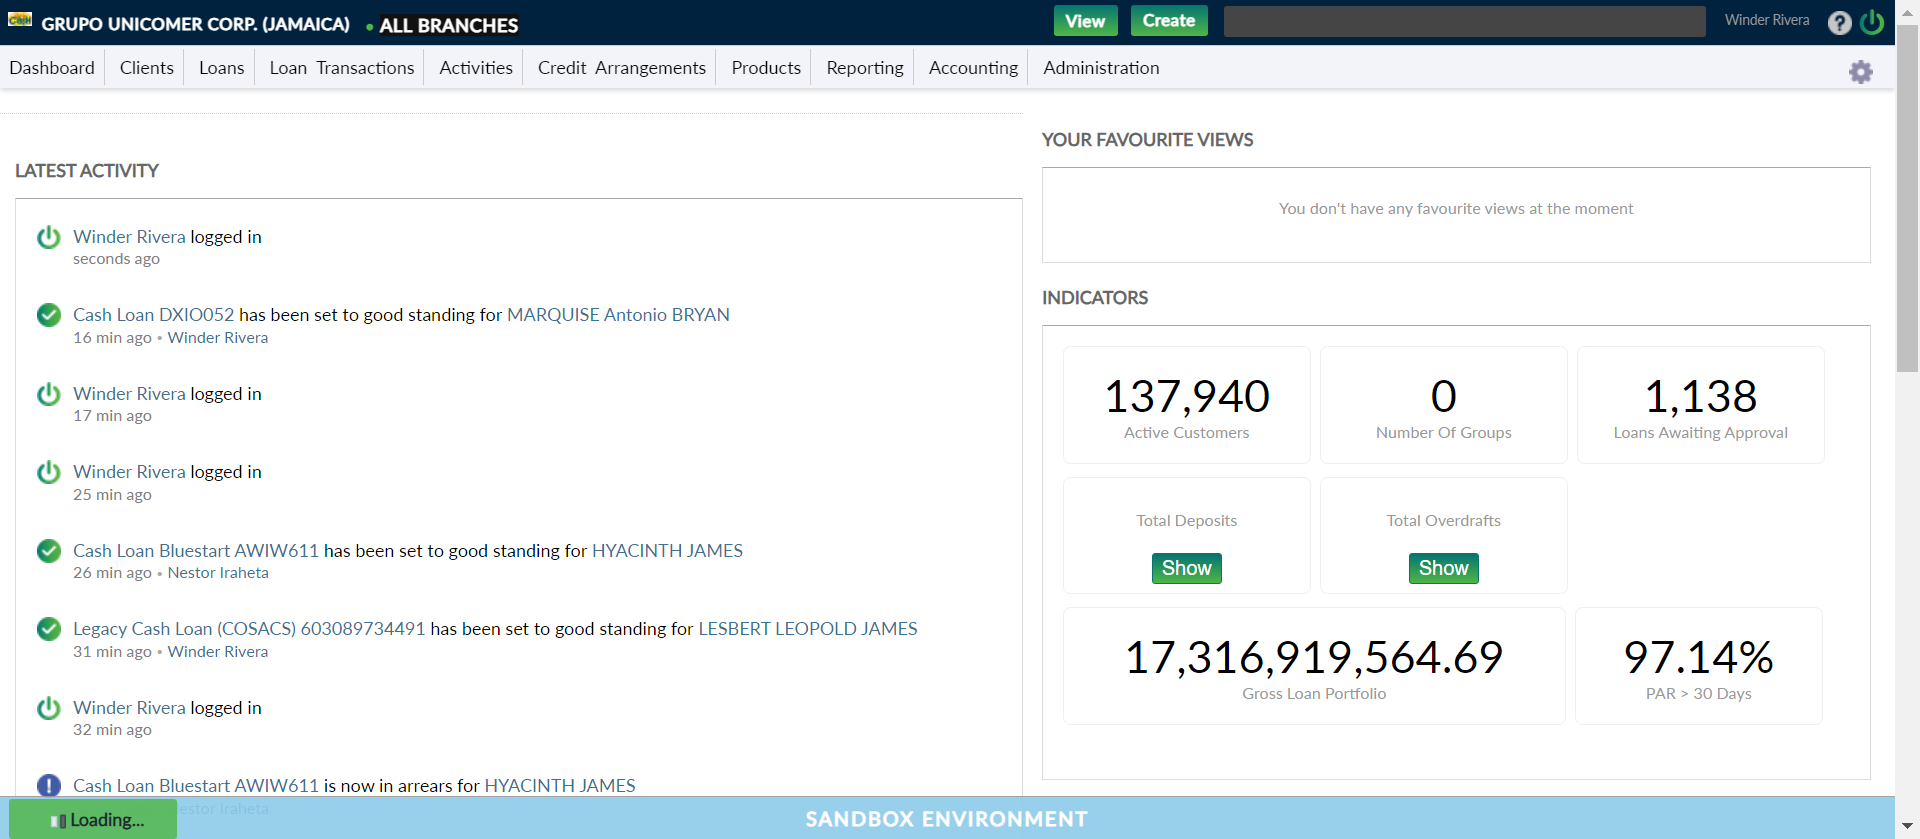 Cash GRUPO UNICOMER CORP. (JAMAICA) • ALL BRANCHES View Create Winder Rivera ?
Dashboard Clients Loans Loan Transactions Activities Credit Arrangements Products Reporting Accounting Administration
LATEST ACTIVITY
Winder Rivera logged in
seconds ago
Cash Loan DXIO052 has been set to good standing for MARQUISE Antonio BRYAN
16 min ago • Winder Rivera
Winder Rivera logged in
17 min ago
Winder Rivera logged in
25 min ago
Cash Loan Bluestart AWIW611 has been set to good standing for HYACINTH JAMES
26 min ago • Nestor Iraheta
Legacy Cash Loan (COSACS) 603089734491 has been set to good standing for LESBERT LEOPOLD JAMES
31 min ago • Winder Rivera
Winder Rivera logged in
32 min ago
Cash Loan Bluestart AWIW611 is now in arrears for HYACINTH JAMES
Iraheta
YOUR FAVOURITE VIEWS
You don't have any favourite views at the moment
INDICATORS
137,940
Active Customers
0
Number Of Groups
1,138
Loans Awaiting Approval
Total Deposits
Show
Total Overdrafts
Show
17,316,919,564.69
Gross Loan Portfolio
97.14%
PAR > 30 Days
Loading...
SANDBOX ENVIRONMENT